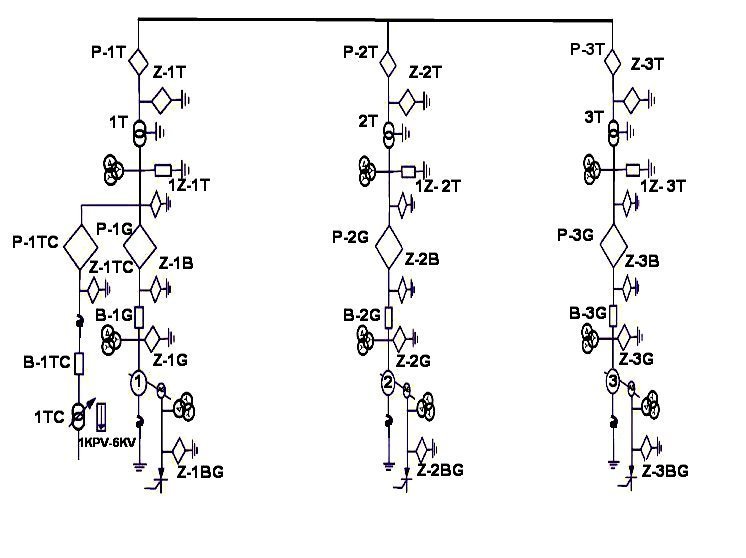 P-1T
Z-1T
1T
1Z-1T
P-1TC
P-1G
Z-1TC
Z-1B
B-1G
B-1TC
Z-1G
1
1TC
1KPV-6KV
Z-1BG
P-2T
Z-2T
2T
1Z-2T
P-2G
Z-2B
B-2G
Z-2G
2
Z-2BG
P-3T
Z-3T
3T
1Z-3T
P-3G
Z-3B
B-3G
Z-3G
3
Z-3BG